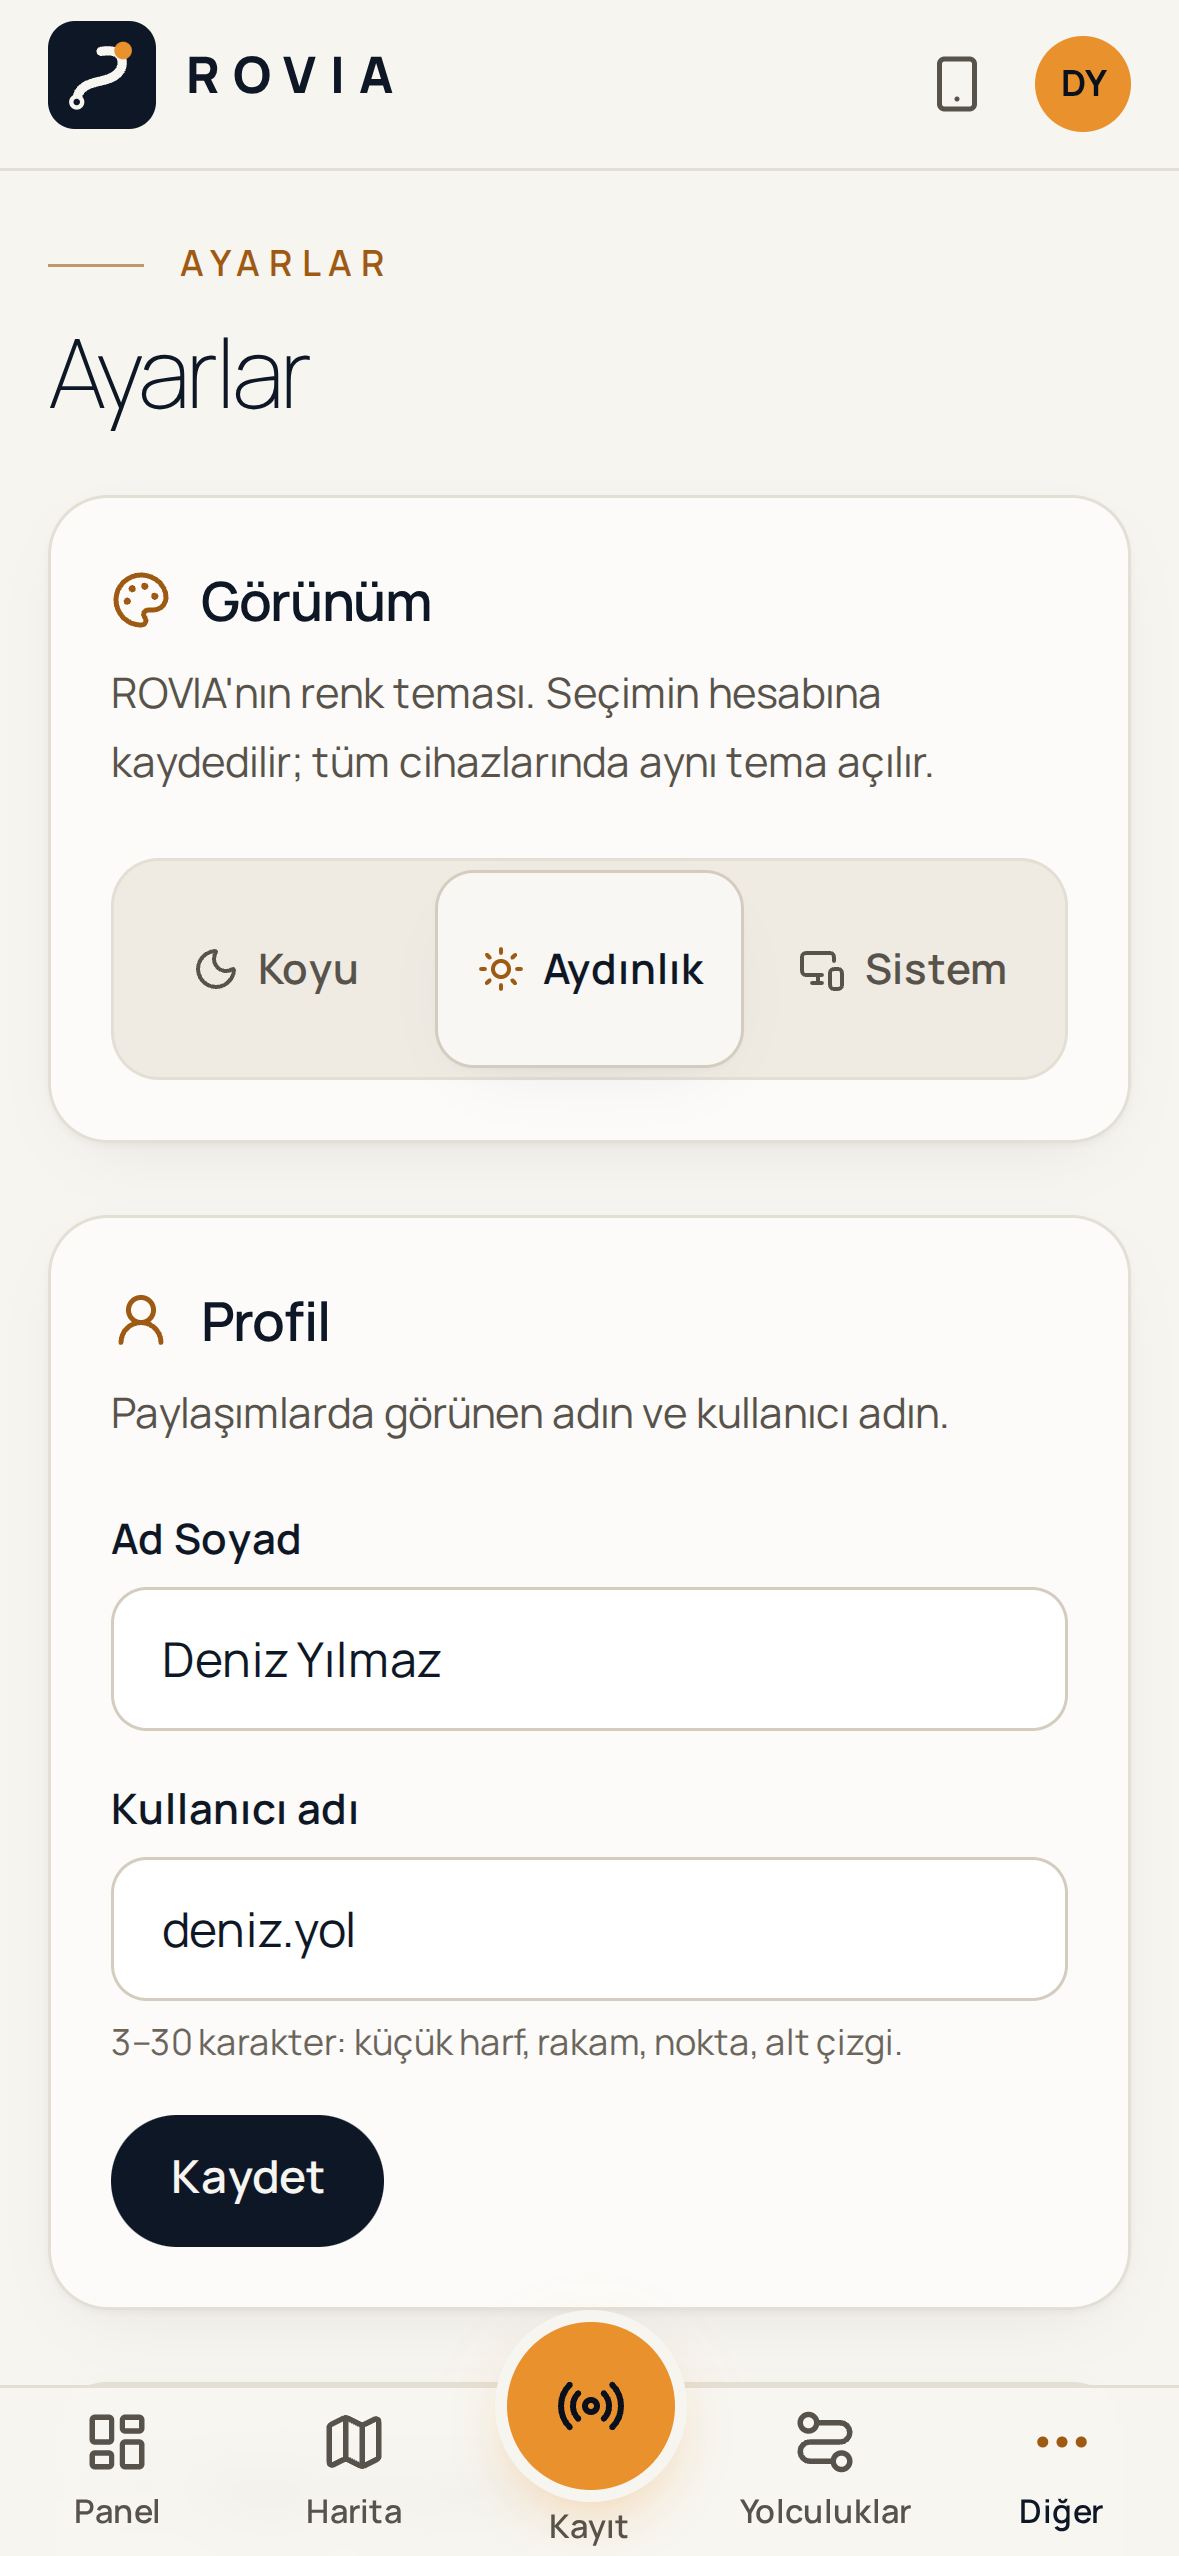 ROVIA
DY
AYARLAR
Ayarlar
Görünüm
ROVIA'nın renk teması. Seçimin hesabına
kaydedilir; tüm cihazlarında aynı tema açılır.
Koyu
Aydınlık
Sistem
Profil
Paylaşımlarda görünen adın ve kullanıcı adın.
Ad Soyad
Deniz Yılmaz
Kullanıcı adı
deniz.yol
3–30 karakter: küçük harf, rakam, nokta, alt çizgi.
Kaydet
Panel
Harita
Kayıt
Yolculuklar
Diğer